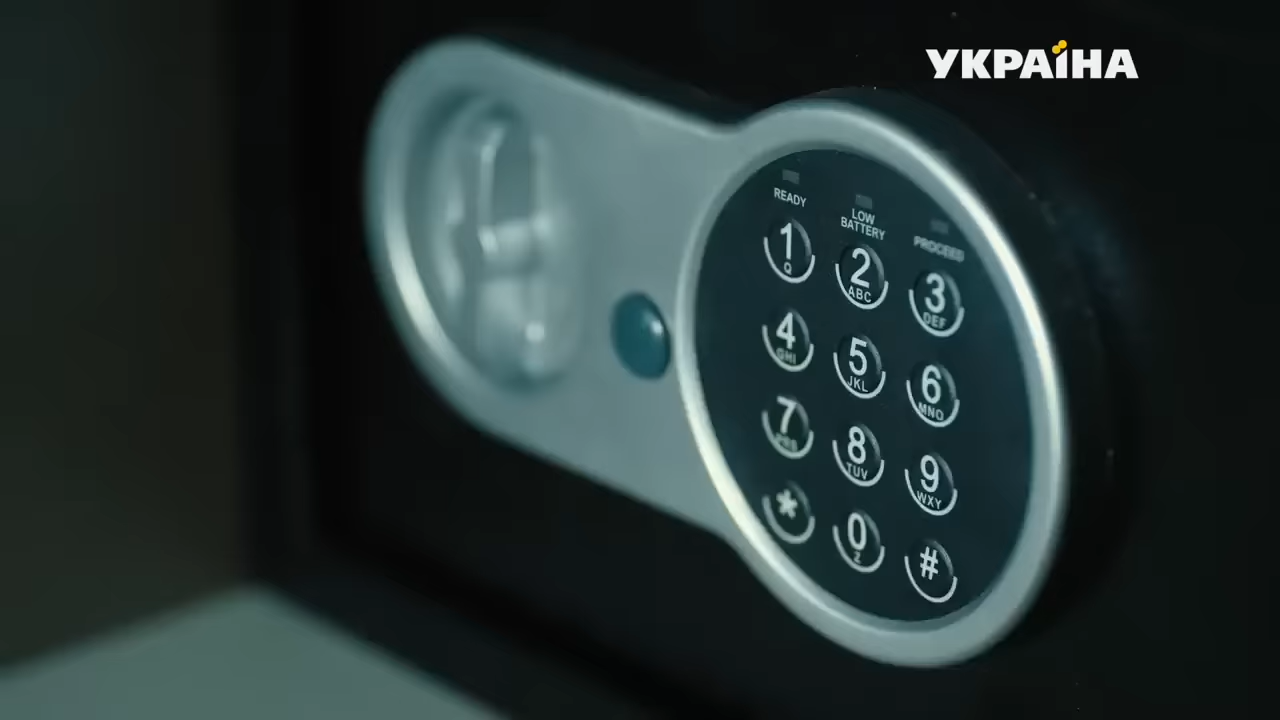 УКРАЇНА
READY
LOW
BATTERY
PROCEED
1
Q
2
ABC
3
DEF
4
GHI
5
JKL
6
MNO
7
PRS
8
TUV
9
WXY
*
0
Z
#